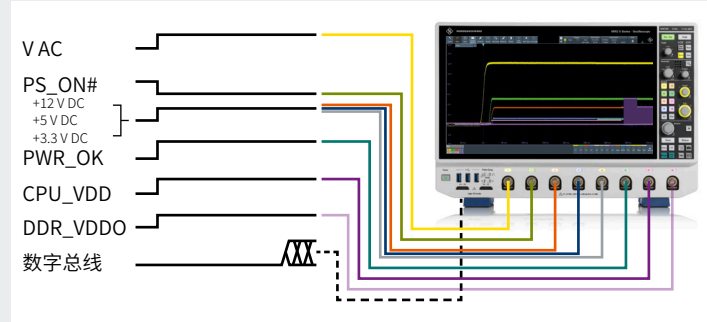 V AC
PS_ON#
+12 V DC
+5 V DC
+3.3 V DC
PWR_OK
CPU_VDD
DDR_VDDO
数字总线